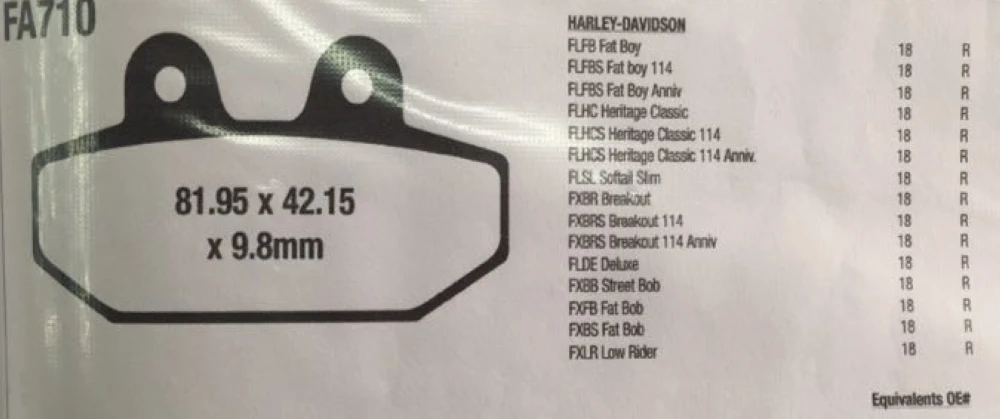 FA710
81.95 x 42.15
x 9.8mm
HARLEY-DAVIDSON
FLFB Fat Boy 18 R
FLFBS Fat boy 114 18 R
FLFBS Fat Boy Anniv 18 R
FLHC Heritage Classic 18 R
FLHCS Heritage Classic 114 18 R
FLHCS Heritage Classic 114 Anniv. 18 R
FLSL Softail Slim 18 R
FXBR Breakout 18 R
FXBRS Breakout 114 18 R
FXBRS Breakout 114 Anniv 18 R
FLDE Deluxe 18 R
FXBB Street Bob 18 R
FXFB Fat Bob 18 R
FXBS Fat Bob 18 R
FXLR Low Rider 18 R
Equivalents OE#